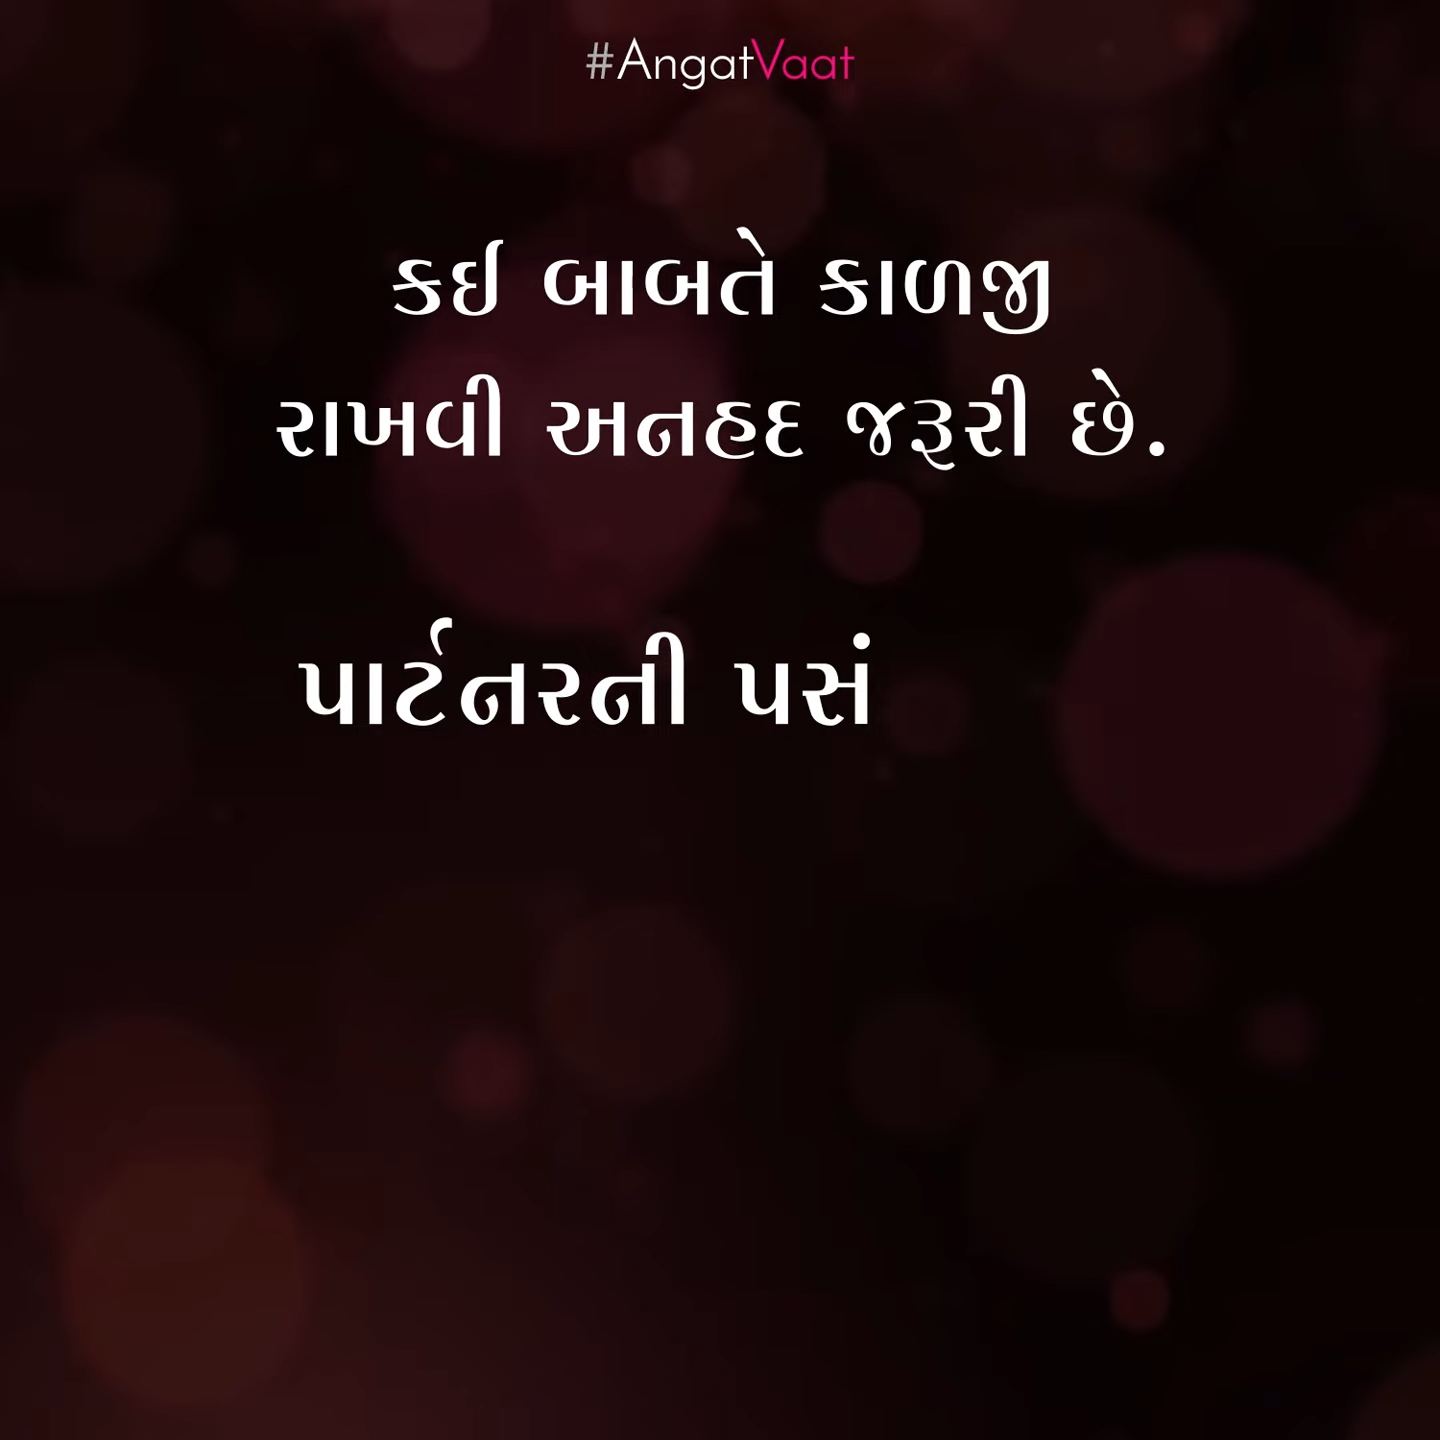 #AngatVaat
કઈ બાબતે કાળજી
રાખવી અનહદ જરૂરી છે.
પાર્ટનરની પસં